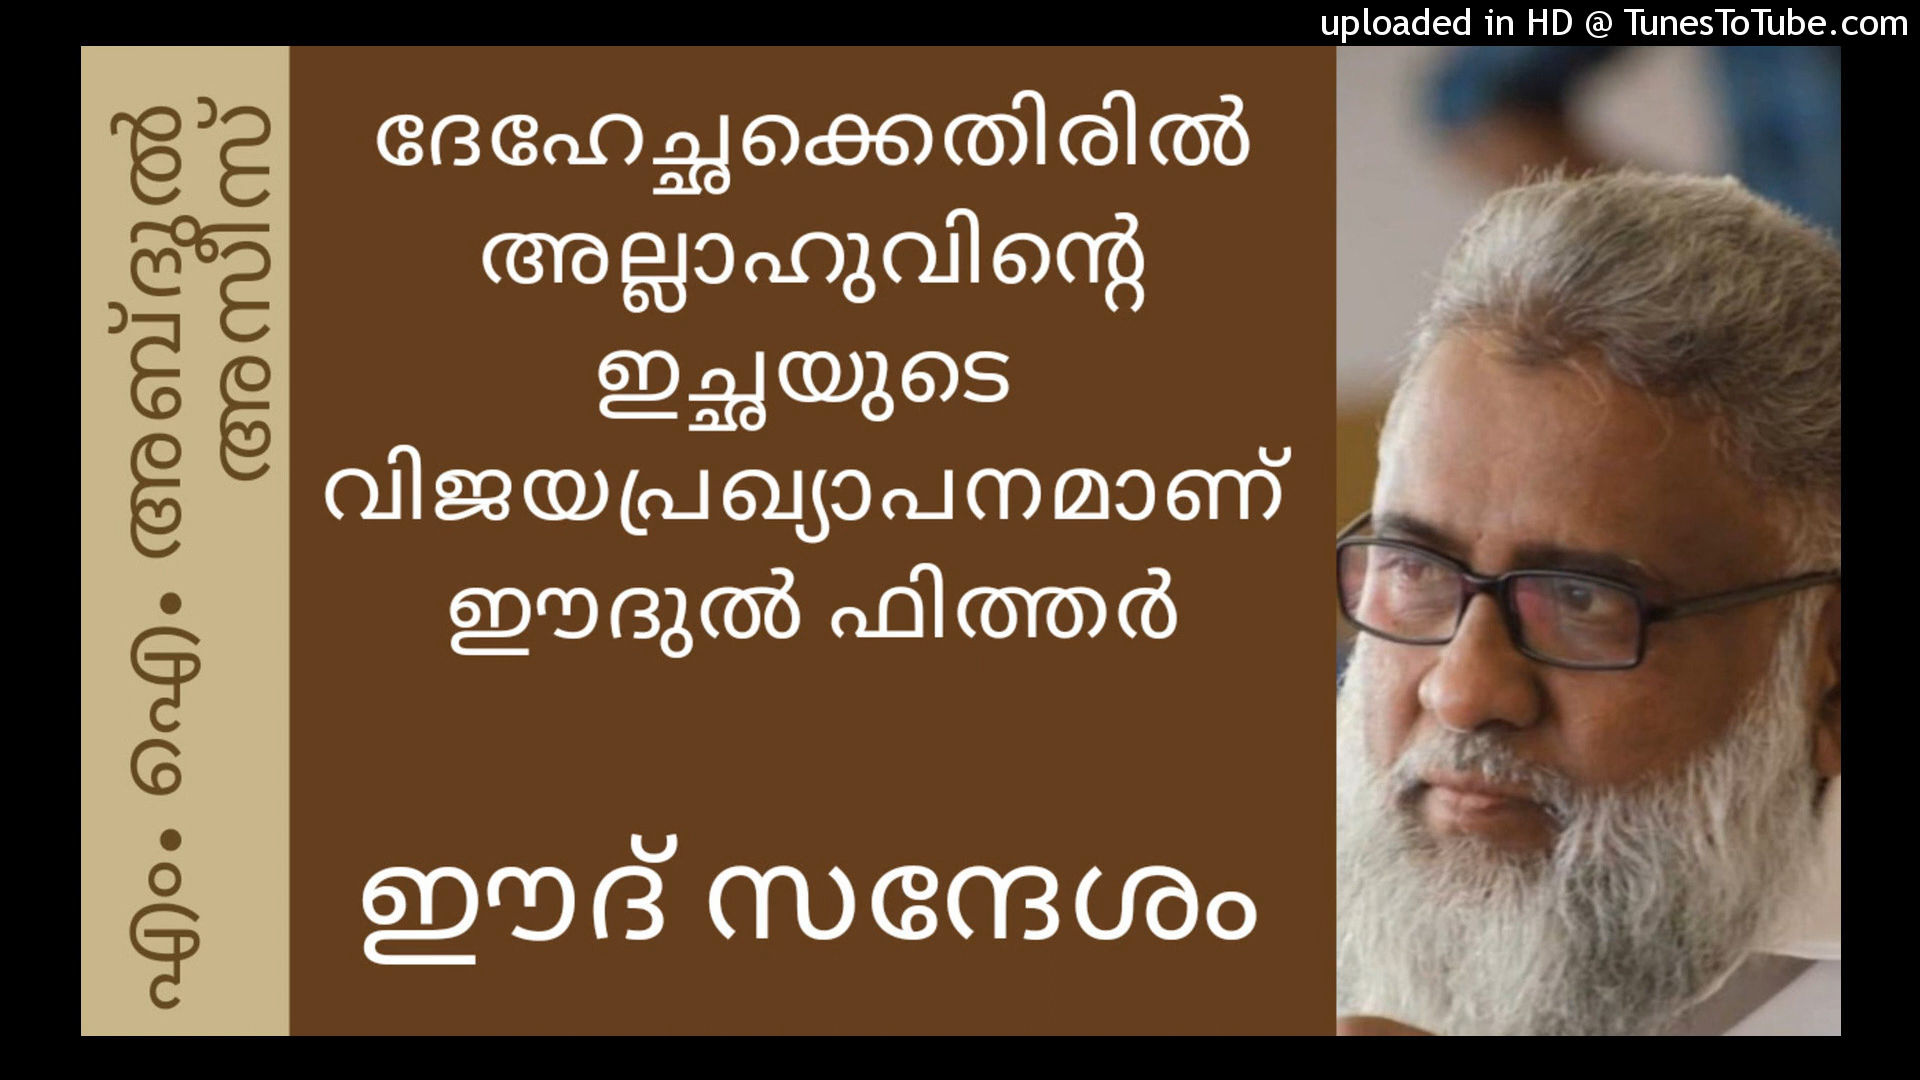 uploaded in HD @ TunesToTube.com
എം. ഐ. അബ്ദുൽ
അസീസ്
ദേഹേച്ഛക്കെതിരിൽ
അല്ലാഹുവിന്റെ
ഇച്ഛയുടെ
വിജയപ്രഖ്യാപനമാണ്
ഈദുൽ ഫിത്തർ
ഈദ് സന്ദേശം